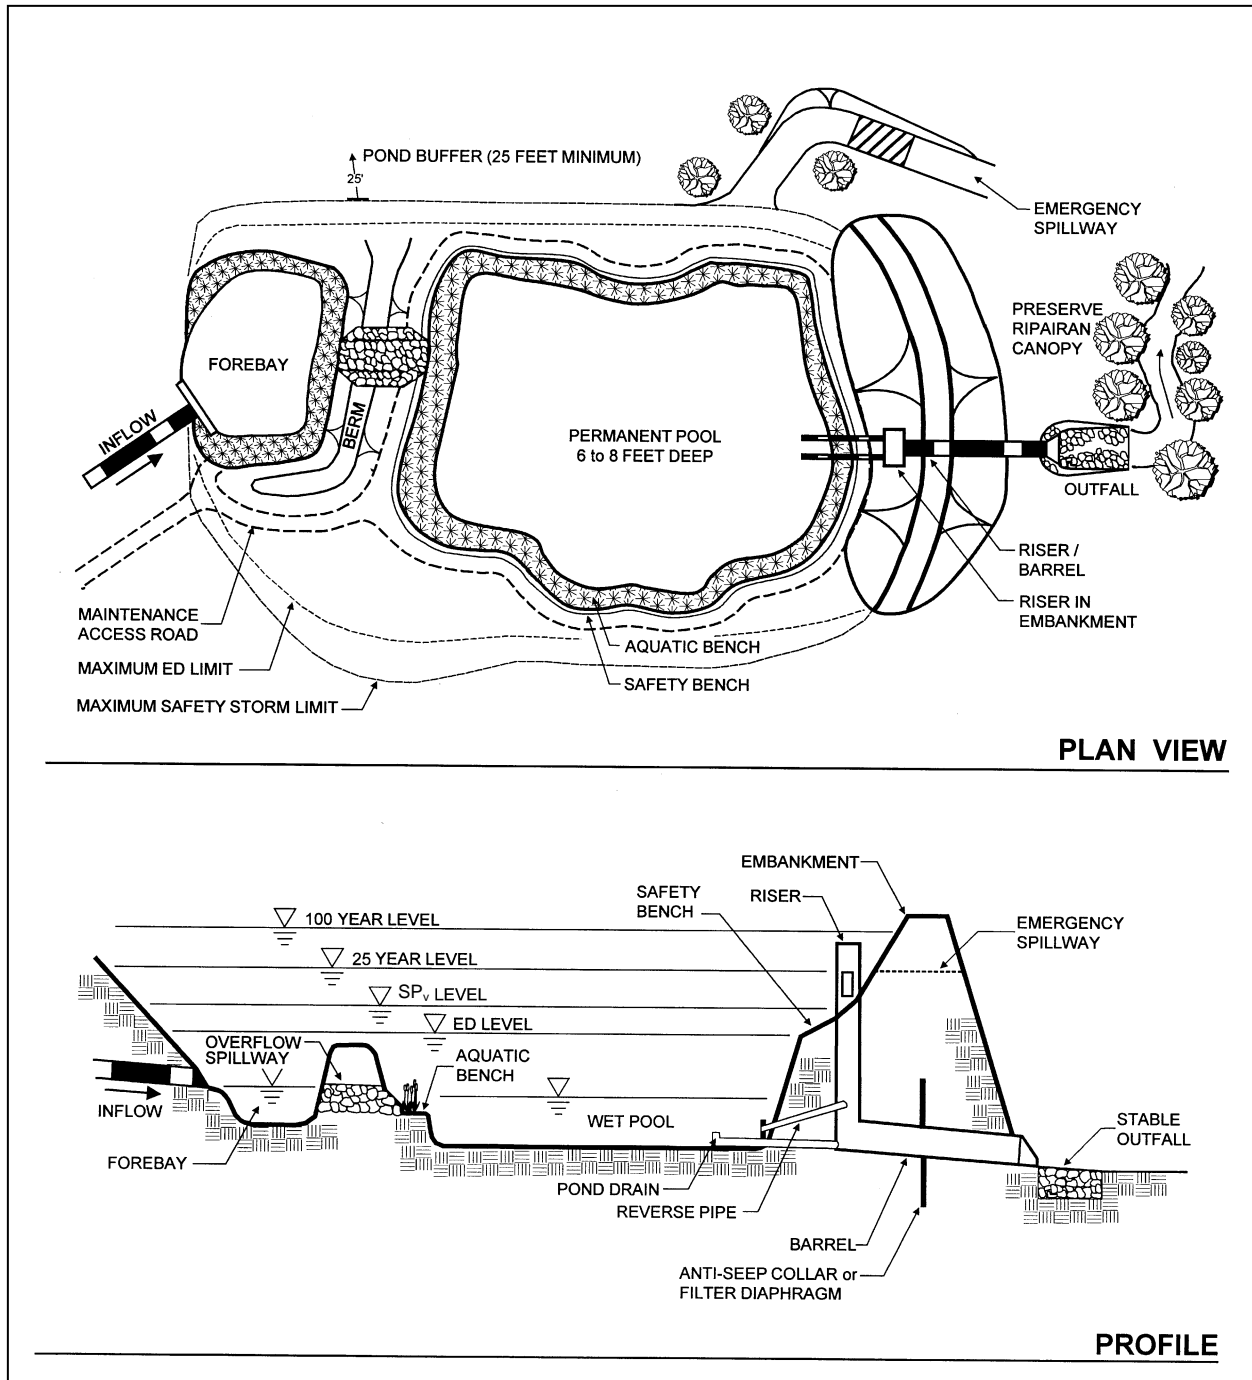 POND BUFFER (25 FEET MINIMUM)
25'
EMERGENCY
SPILLWAY
PRESERVE
RIPAIRAN
CANOPY
FOREBAY
INFLOW
BERM
PERMANENT POOL
6 to 8 FEET DEEP
OUTFALL
RISER /
BARREL
RISER IN
EMBANKMENT
MAINTENANCE
ACCESS ROAD
AQUATIC BENCH
MAXIMUM ED LIMIT
SAFETY BENCH
MAXIMUM SAFETY STORM LIMIT
PLAN VIEW
EMBANKMENT
SAFETY
BENCH
RISER
100 YEAR LEVEL
EMERGENCY
SPILLWAY
25 YEAR LEVEL
SPv LEVEL
ED LEVEL
OVERFLOW
SPILLWAY
AQUATIC
BENCH
INFLOW
WET POOL
STABLE
OUTFALL
FOREBAY
POND DRAIN
REVERSE PIPE
BARREL
ANTI-SEEP COLLAR or
FILTER DIAPHRAGM
PROFILE